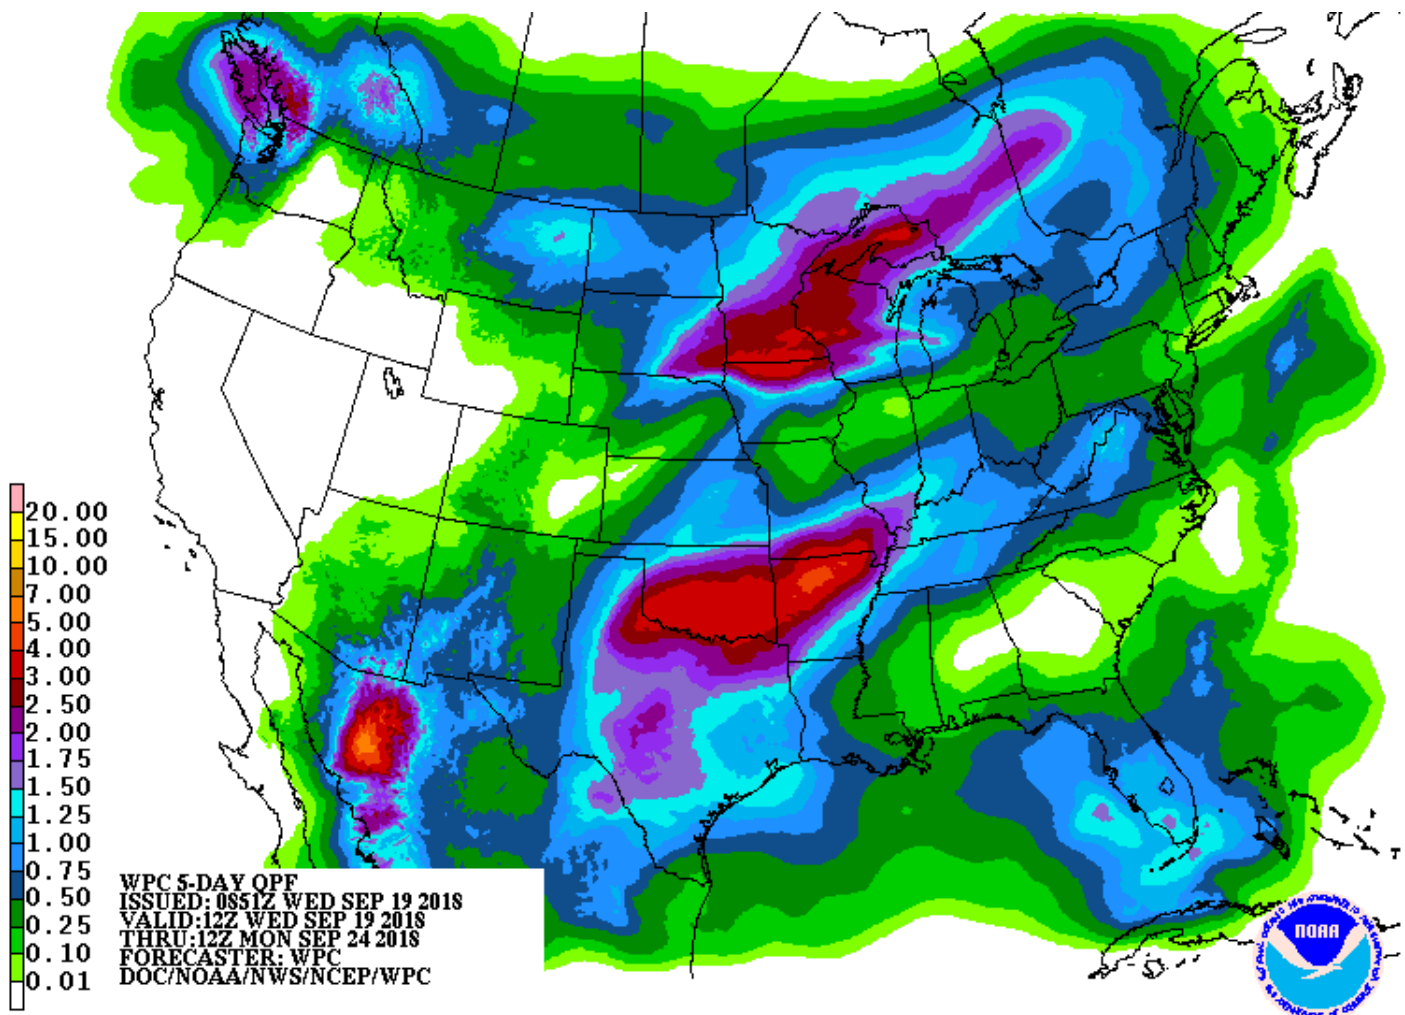 20.00
15.00
10.00
7.00
5.00
4.00
3.00
2.50
2.00
1.75
1.50
1.25
1.00
0.75
0.50
0.25
0.10
0.01
WPC 5-DAY QPF
ISSUED: 0851Z WED SEP 19 2018
VALID:12Z WED SEP 19 2018
THRU:12Z MON SEP 24 2018
FORECASTER: WPC
DOC/NOAA/NWS/NCEP/WPC
NOAA